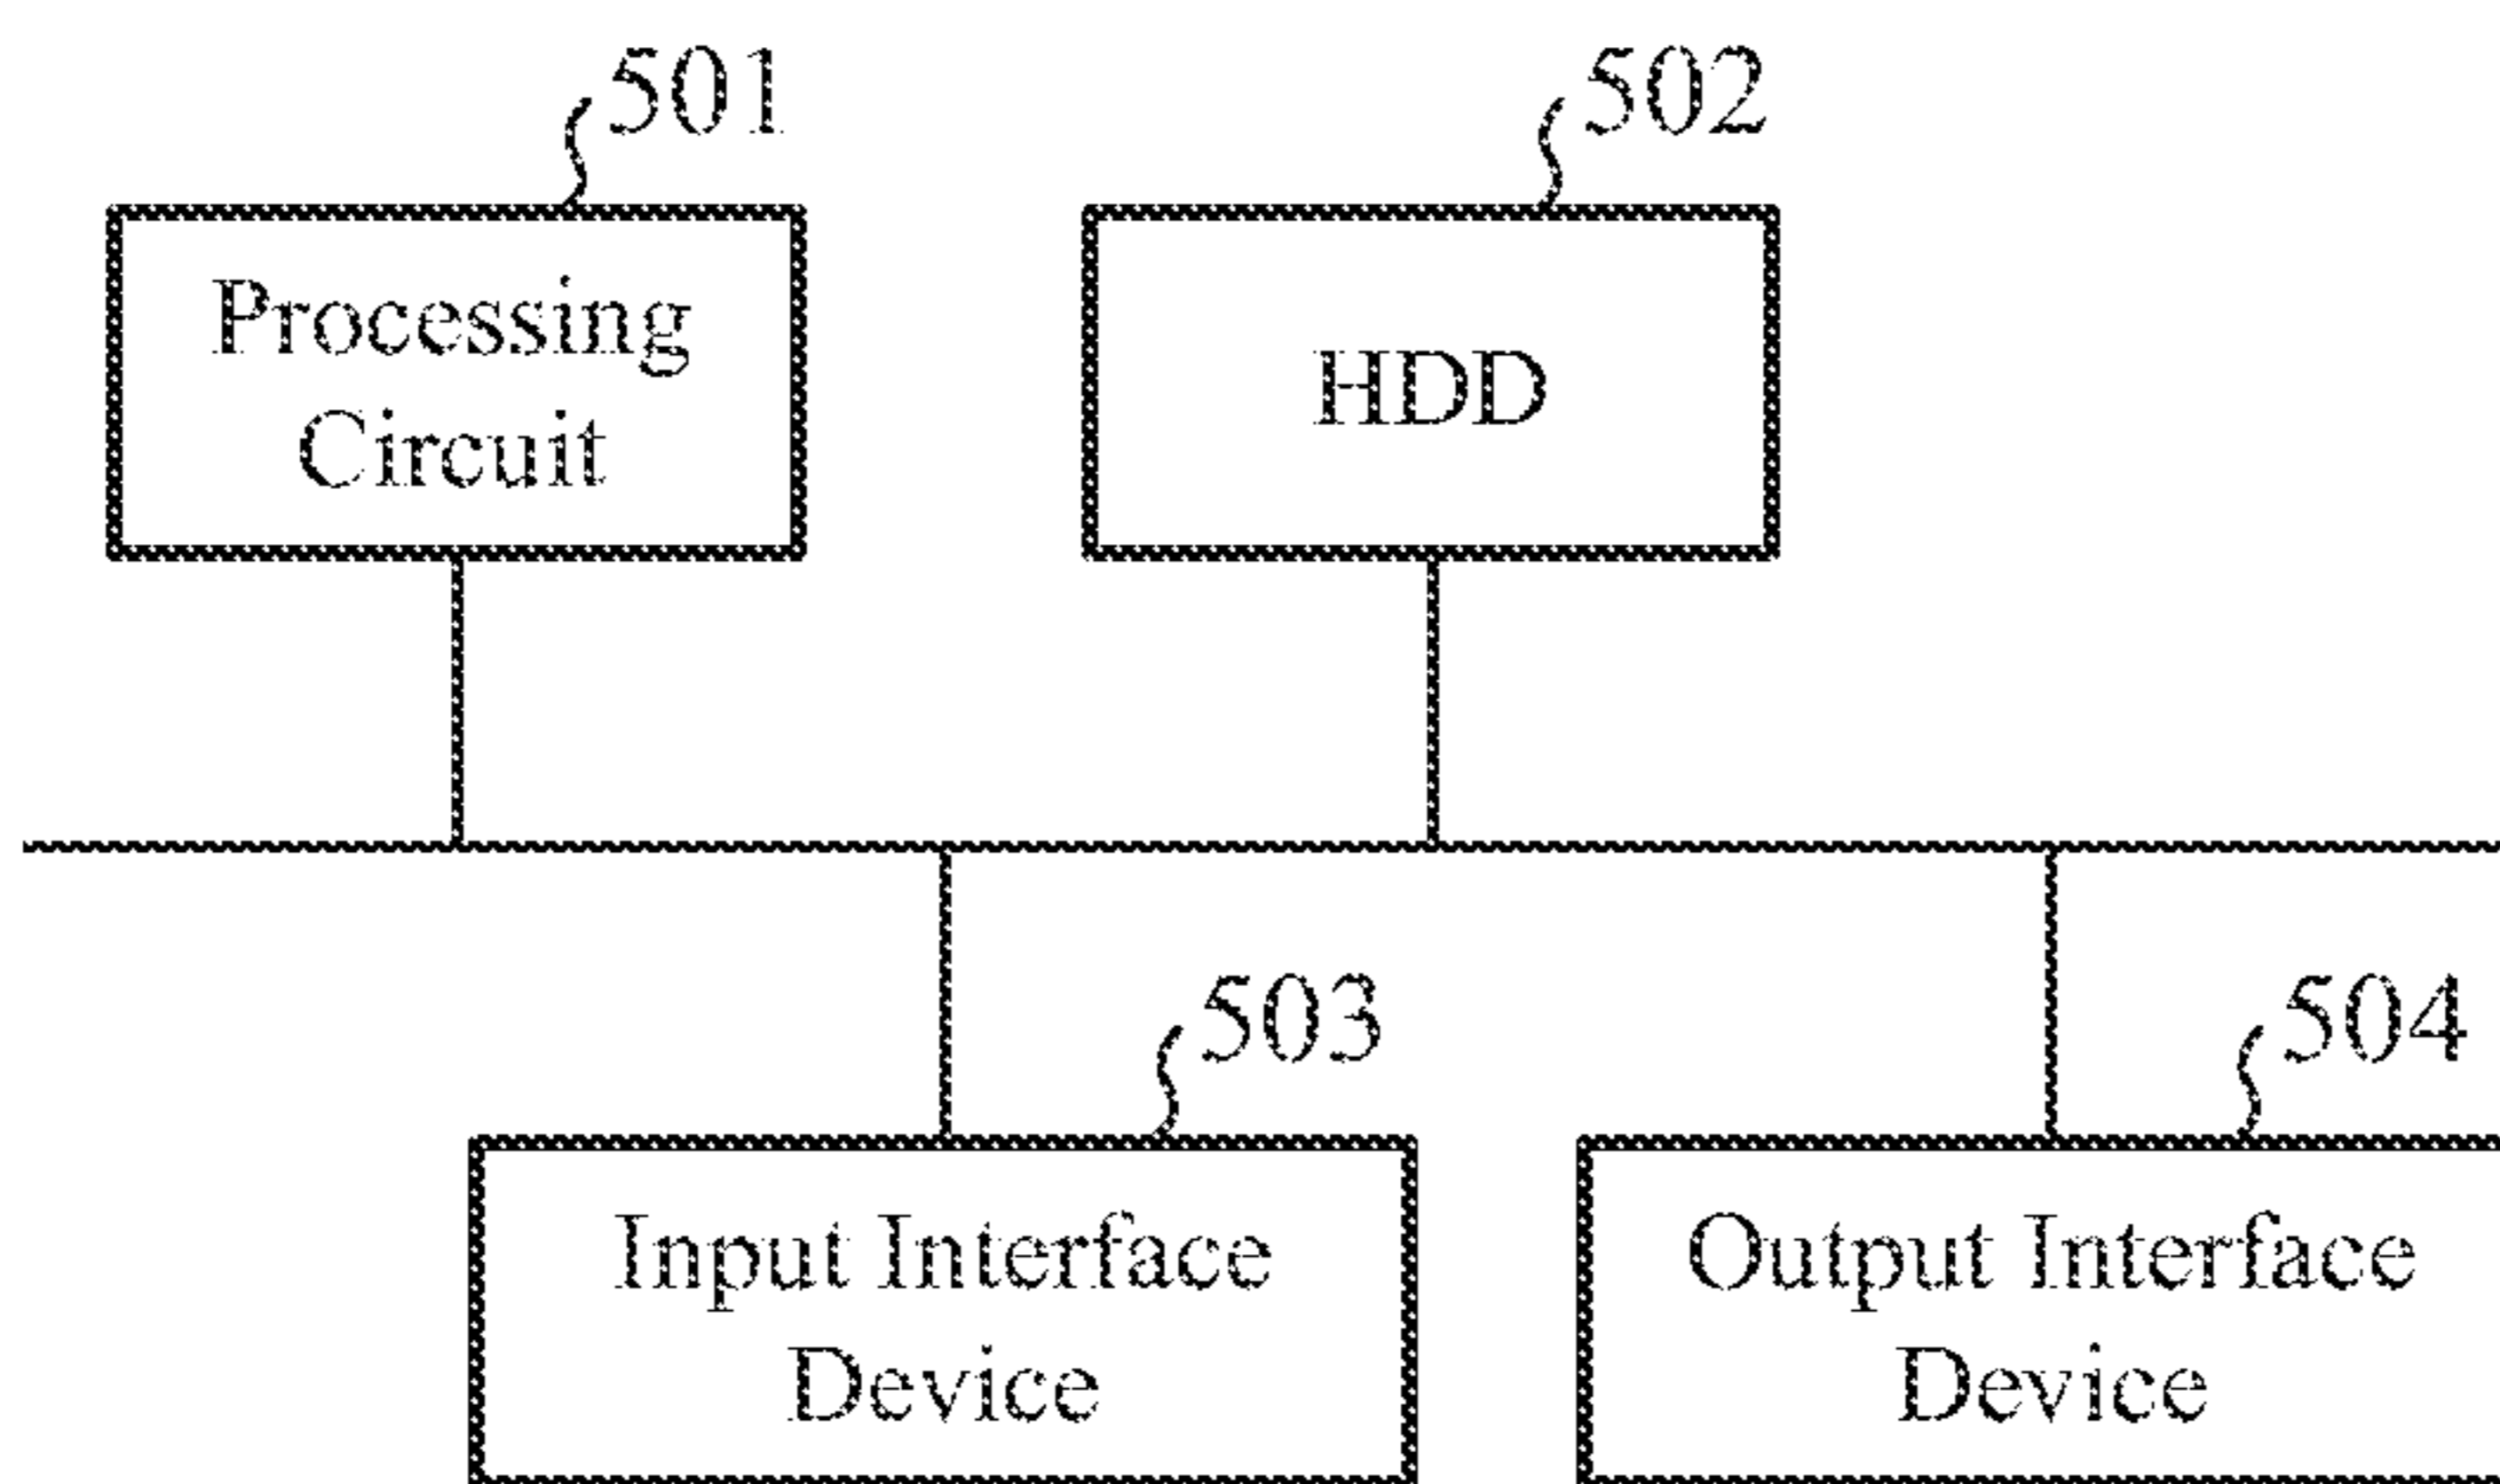 501
502
Processing
Circuit
HDD
503
504
Input Interface
Device
Output Interface
Device